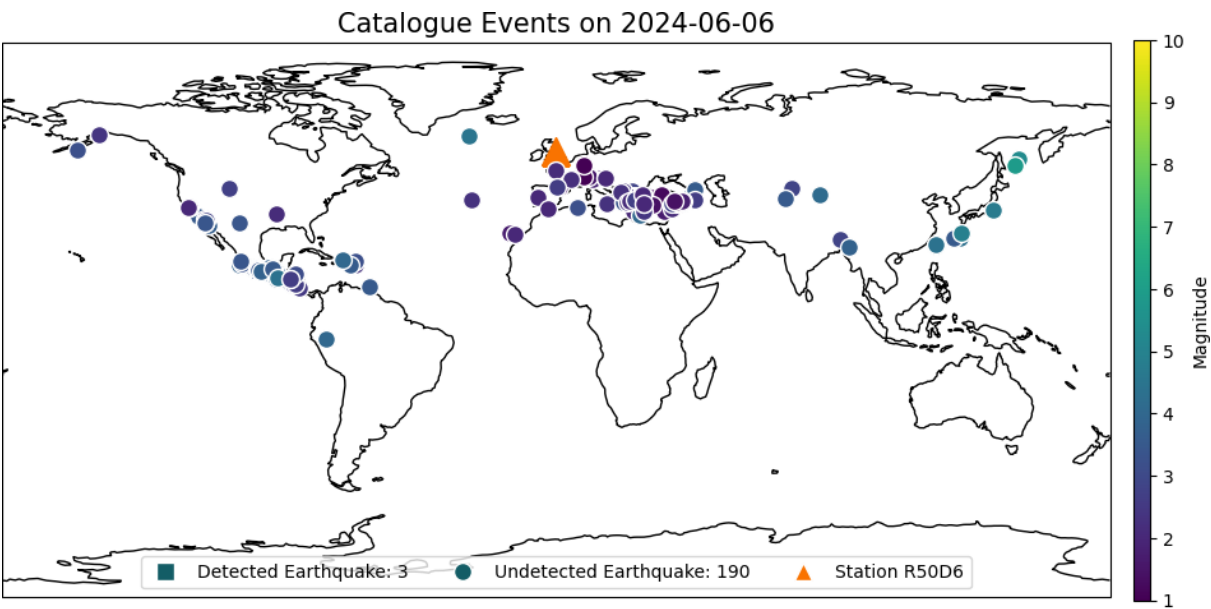 Catalogue Events on 2024-06-06
10
9
8
7
6
5
4
3
2
1
Magnitude
Detected Earthquake: 3
Undetected Earthquake: 190
Station R50D6